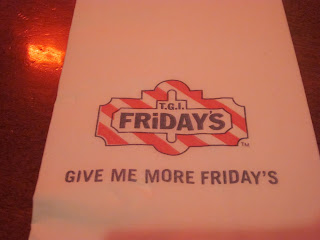 T.G.I.
FRiDAY'S
TM
GIVE ME MORE FRIDAY'S